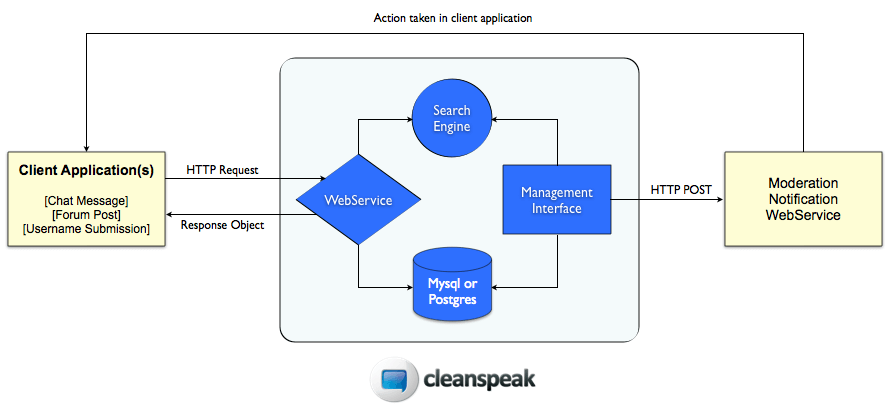 Action taken in client application
Search
Engine
Client Application(s)
[Chat Message]
[Forum Post]
[Username Submission]
HTTP Request
WebService
Response Object
Management
Interface
HTTP POST
Moderation
Notification
WebService
Mysql or
Postgres
cleanspeak